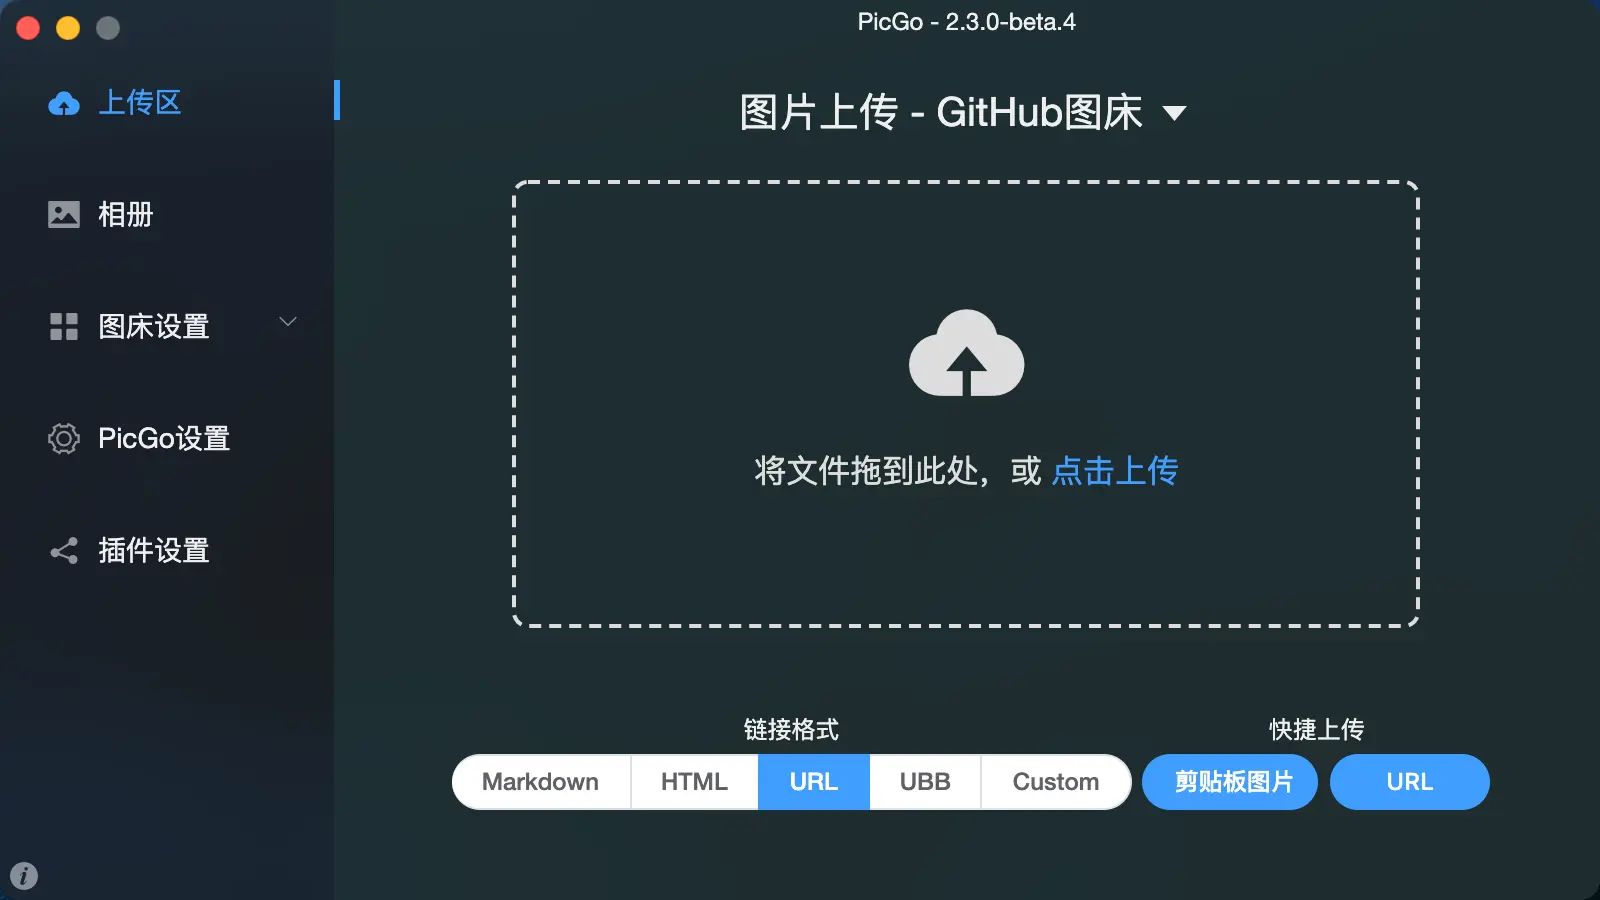 PicGo - 2.3.0-beta.4
上传区
相册
图床设置
PicGo设置
插件设置
图片上传 - GitHub图床
将文件拖到此处，或 点击上传
链接格式
Markdown HTML URL UBB Custom
快捷上传
剪贴板图片 URL
i